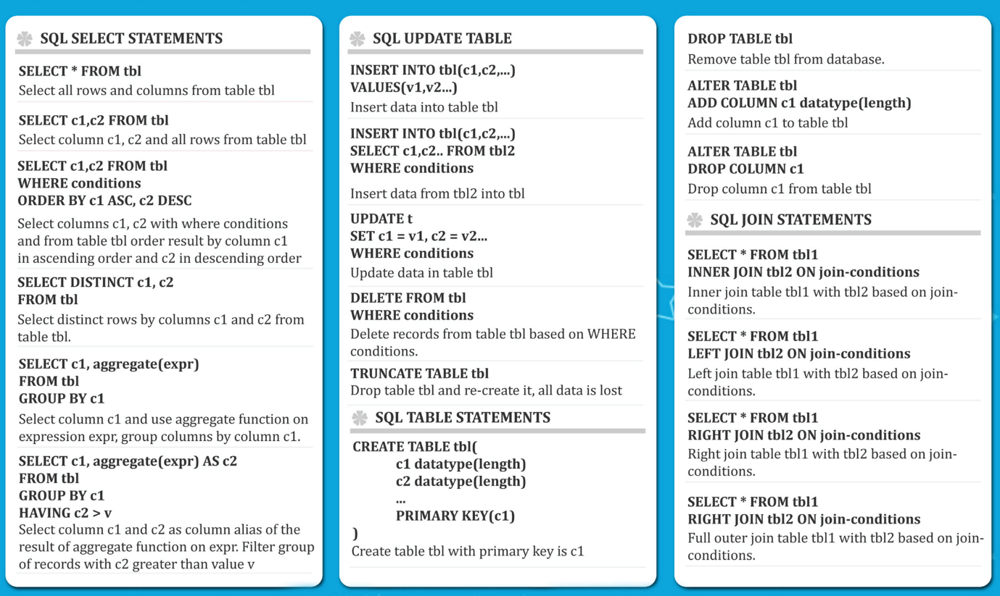 SQL SELECT STATEMENTS
SELECT * FROM tbl
Select all rows and columns from table tbl
SELECT c1,c2 FROM tbl
Select column c1, c2 and all rows from table tbl
SELECT c1,c2 FROM tbl
WHERE conditions
ORDER BY c1 ASC, c2 DESC
Select columns c1, c2 with where conditions
and from table tbl order result by column c1
in ascending order and c2 in descending order
SELECT DISTINCT c1, c2
FROM tbl
Select distinct rows by columns c1 and c2 from
table tbl.
SELECT c1, aggregate(expr)
FROM tbl
GROUP BY c1
Select column c1 and use aggregate function on
expression expr, group columns by column c1.
SELECT c1, aggregate(expr) AS c2
FROM tbl
GROUP BY c1
HAVING c2 > v
Select column c1 and c2 as column alias of the
result of aggregate function on expr. Filter group
of records with c2 greater than value v
SQL UPDATE TABLE
INSERT INTO tbl(c1,c2,...)
VALUES(v1,v2...)
Insert data into table tbl
INSERT INTO tbl(c1,c2,...)
SELECT c1,c2.. FROM tbl2
WHERE conditions
Insert data from tbl2 into tbl
UPDATE t
SET c1 = v1, c2 = v2...
WHERE conditions
Update data in table tbl
DELETE FROM tbl
WHERE conditions
Delete records from table tbl based on WHERE
conditions.
TRUNCATE TABLE tbl
Drop table tbl and re-create it, all data is lost
SQL TABLE STATEMENTS
CREATE TABLE tbl(
c1 datatype(length)
c2 datatype(length)
...
PRIMARY KEY(c1)
)
Create table tbl with primary key is c1
DROP TABLE tbl
Remove table tbl from database.
ALTER TABLE tbl
ADD COLUMN c1 datatype(length)
Add column c1 to table tbl
ALTER TABLE tbl
DROP COLUMN c1
Drop column c1 from table tbl
SQL JOIN STATEMENTS
SELECT * FROM tbl1
INNER JOIN tbl2 ON join-conditions
Inner join table tbl1 with tbl2 based on join-
conditions.
SELECT * FROM tbl1
LEFT JOIN tbl2 ON join-conditions
Left join table tbl1 with tbl2 based on join-
conditions.
SELECT * FROM tbl1
RIGHT JOIN tbl2 ON join-conditions
Right join table tbl1 with tbl2 based on join-
conditions.
SELECT * FROM tbl1
RIGHT JOIN tbl2 ON join-conditions
Full outer join table tbl1 with tbl2 based on join-
conditions.